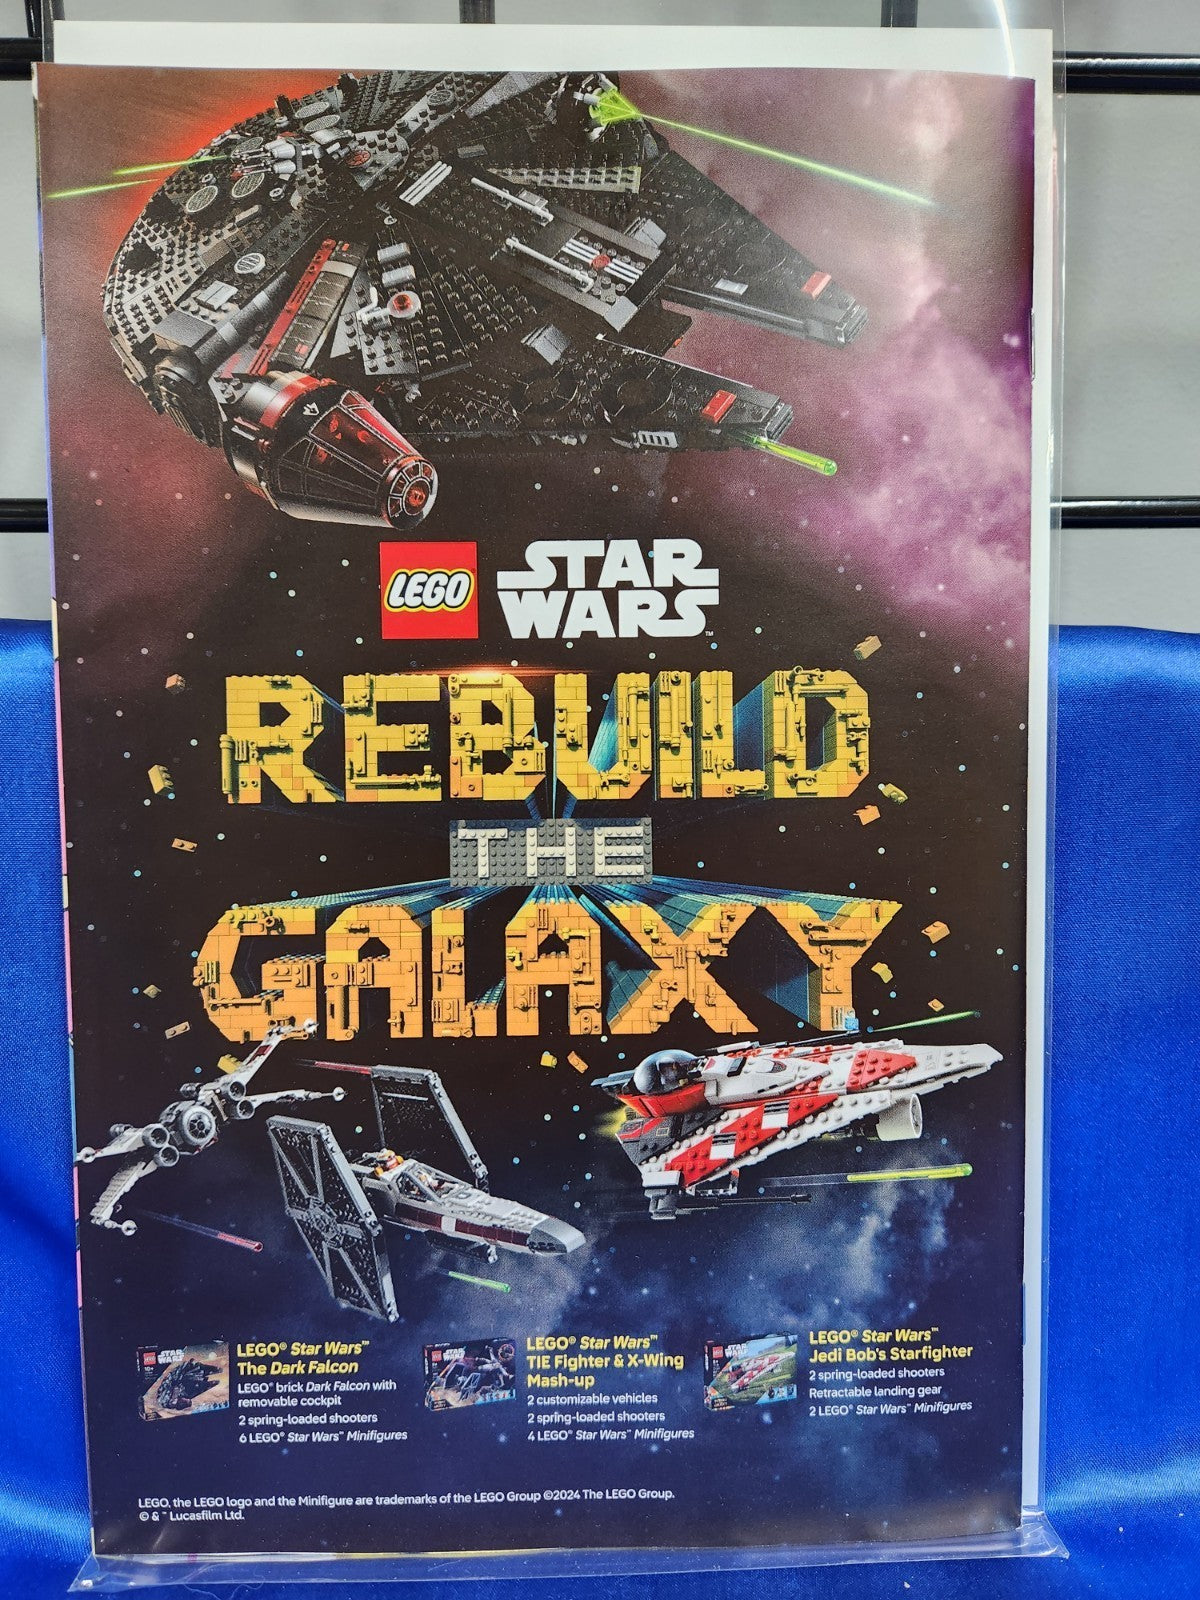 LEGO
STAR
WARS™
REBUILD
THE
GALAXY
LEGO® Star Wars™
The Dark Falcon
LEGO® brick Dark Falcon with
removable cockpit
2 spring-loaded shooters
6 LEGO® Star Wars™ Minifigures
LEGO® Star Wars™
TIE Fighter & X-Wing
Mash-up
2 customizable vehicles
2 spring-loaded shooters
4 LEGO® Star Wars™ Minifigures
LEGO® Star Wars™
Jedi Bob's Starfighter
2 spring-loaded shooters
Retractable landing gear
2 LEGO® Star Wars™ Minifigures
LEGO, the LEGO logo and the Minifigure are trademarks of the LEGO Group ©2024 The LEGO Group.
© & ™ Lucasfilm Ltd.